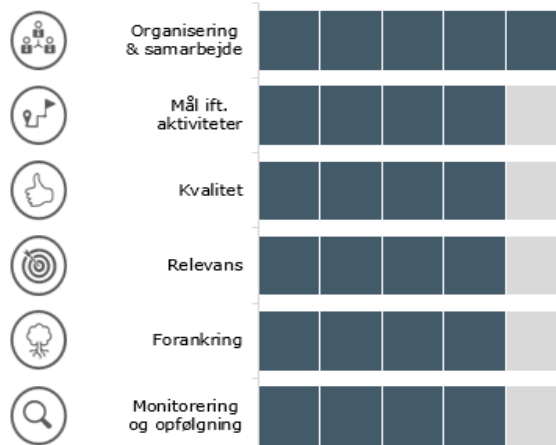 Organisering
& samarbejde
Mål ift.
aktiviteter
Kvalitet
Relevans
Forankring
Monitorering
og opfølgning